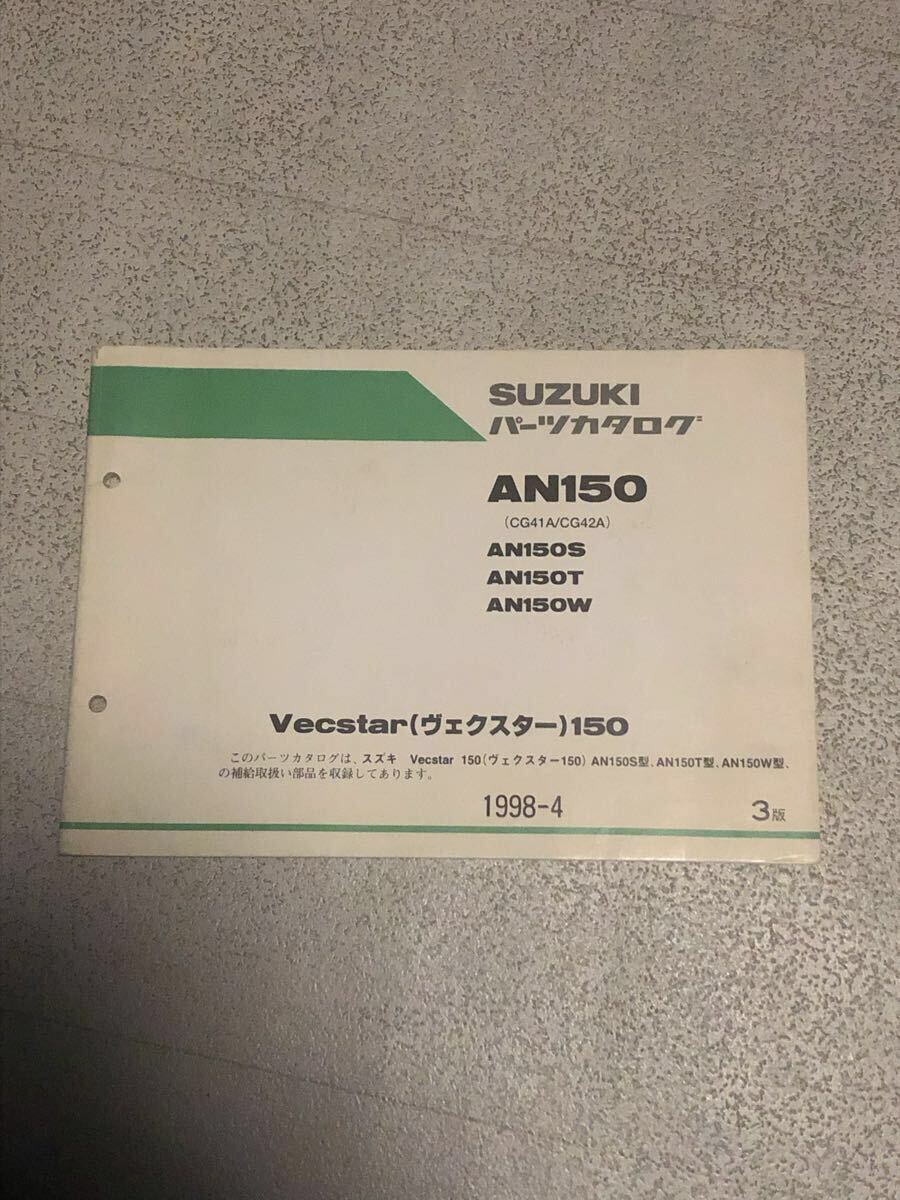 SUZUKI
パーツカタログ
AN150
(CG41A/CG42A)
AN150S
AN150T
AN150W
Vecstar(ヴェクスター)150
このパーツカタログは、スズキ Vecstar 150(ヴェクスター150) AN150S型、AN150T型、AN150W型、
の補給取扱い部品を収録してあります。
1998-4 3版